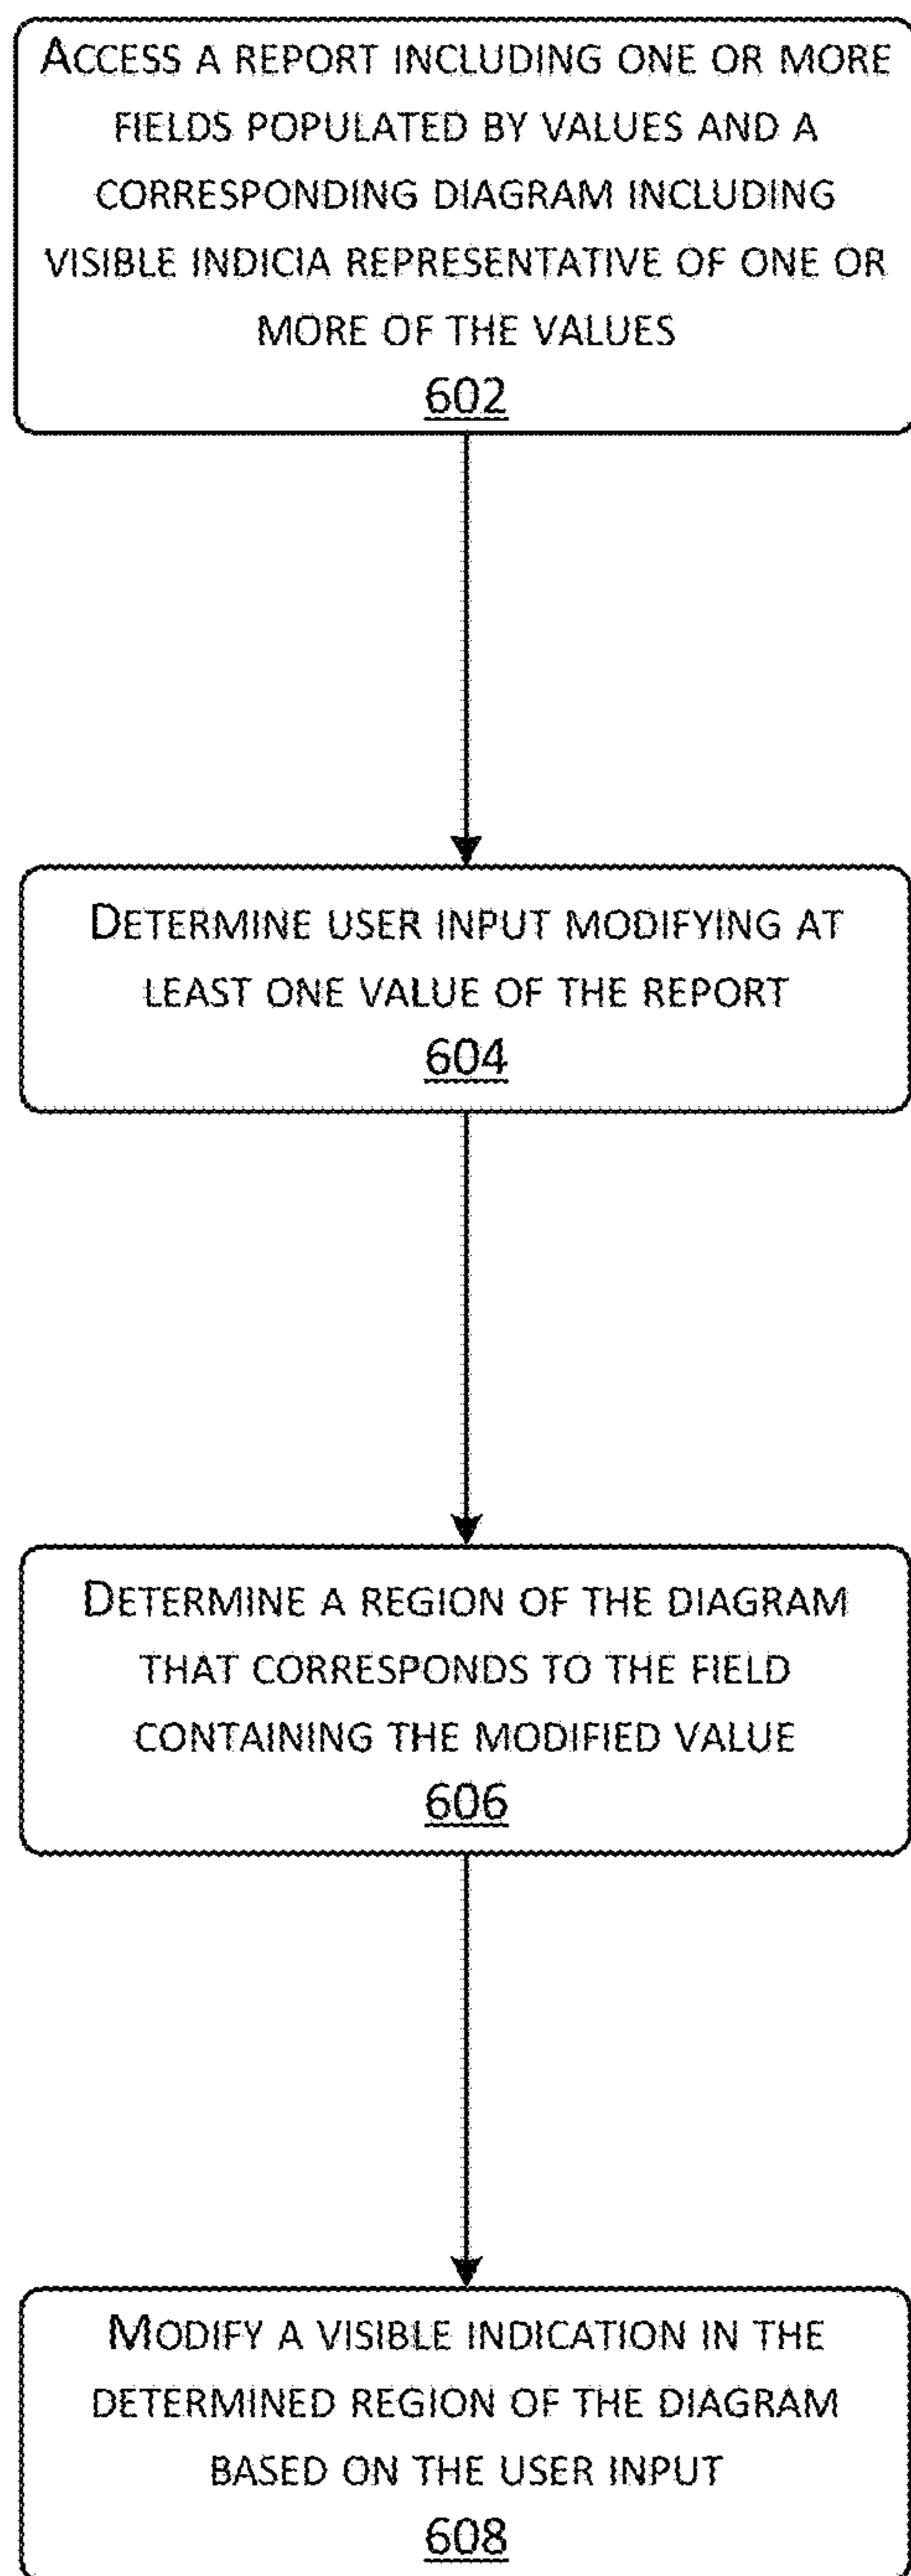 ACCESS A REPORT INCLUDING ONE OR MORE
FIELDS POPULATED BY VALUES AND A
CORRESPONDING DIAGRAM INCLUDING
VISIBLE INDICIA REPRESENTATIVE OF ONE OR
MORE OF THE VALUES
602
DETERMINE USER INPUT MODIFYING AT
LEAST ONE VALUE OF THE REPORT
604
DETERMINE A REGION OF THE DIAGRAM
THAT CORRESPONDS TO THE FIELD
CONTAINING THE MODIFIED VALUE
606
MODIFY A VISIBLE INDICATION IN THE
DETERMINED REGION OF THE DIAGRAM
BASED ON THE USER INPUT
608